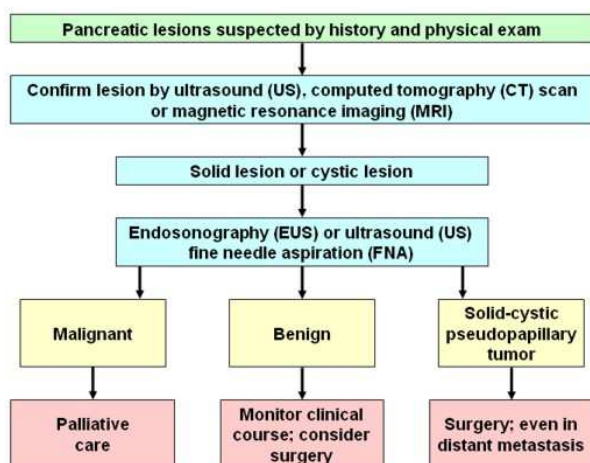 Pancreatic lesions suspected by history and physical exam
Confirm lesion by ultrasound (US), computed tomography (CT) scan
or magnetic resonance imaging (MRI)
Solid lesion or cystic lesion
Endosonography (EUS) or ultrasound (US)
fine needle aspiration (FNA)
Malignant
Benign
Solid-cystic
pseudopapillary
tumor
Palliative
care
Monitor clinical
course; consider
surgery
Surgery; even in
distant metastasis